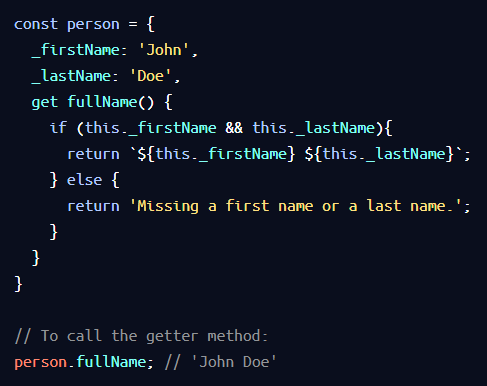 const person = {
  _firstName: 'John',
  _lastName: 'Doe',
  get fullName() {
    if (this._firstName && this._lastName){
      return `${this._firstName} ${this._lastName}`;
    } else {
      return 'Missing a first name or a last name.';
    }
  }
}

// To call the getter method:
person.fullName; // 'John Doe'